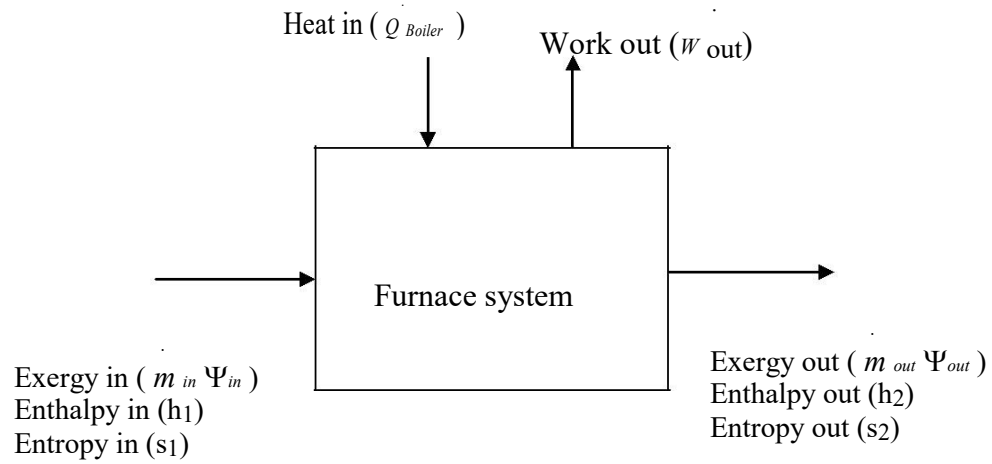 Heat in ( Q̇ Boiler )
Work out (Ẇ out)
Furnace system
Exergy in ( ṁ in Ψin )
Enthalpy in (h1)
Entropy in (s1)
Exergy out ( ṁ out Ψout )
Enthalpy out (h2)
Entropy out (s2)